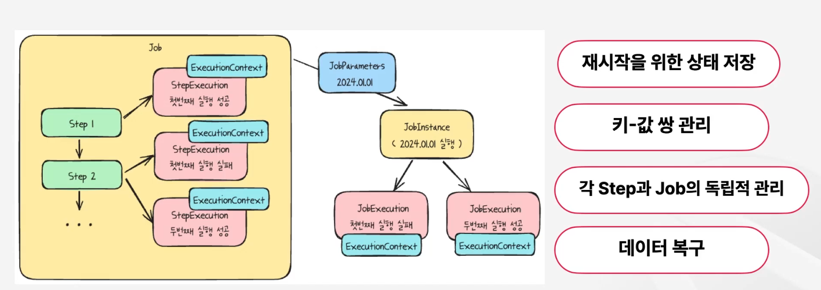 Job
ExecutionContext
StepExecution
첫번째 실행 성공
Step 1
ExecutionContext
StepExecution
첫번째 실행 실패
Step 2
ExecutionContext
StepExecution
두번째 실행 성공
...
JobParameters
2024.01.01
JobInstance
( 2024.01.01 실행 )
JobExecution
첫번째 실행 실패
ExecutionContext
JobExecution
두번째 실행 성공
ExecutionContext
재시작을 위한 상태 저장
키-값 쌍 관리
각 Step과 Job의 독립적 관리
데이터 복구